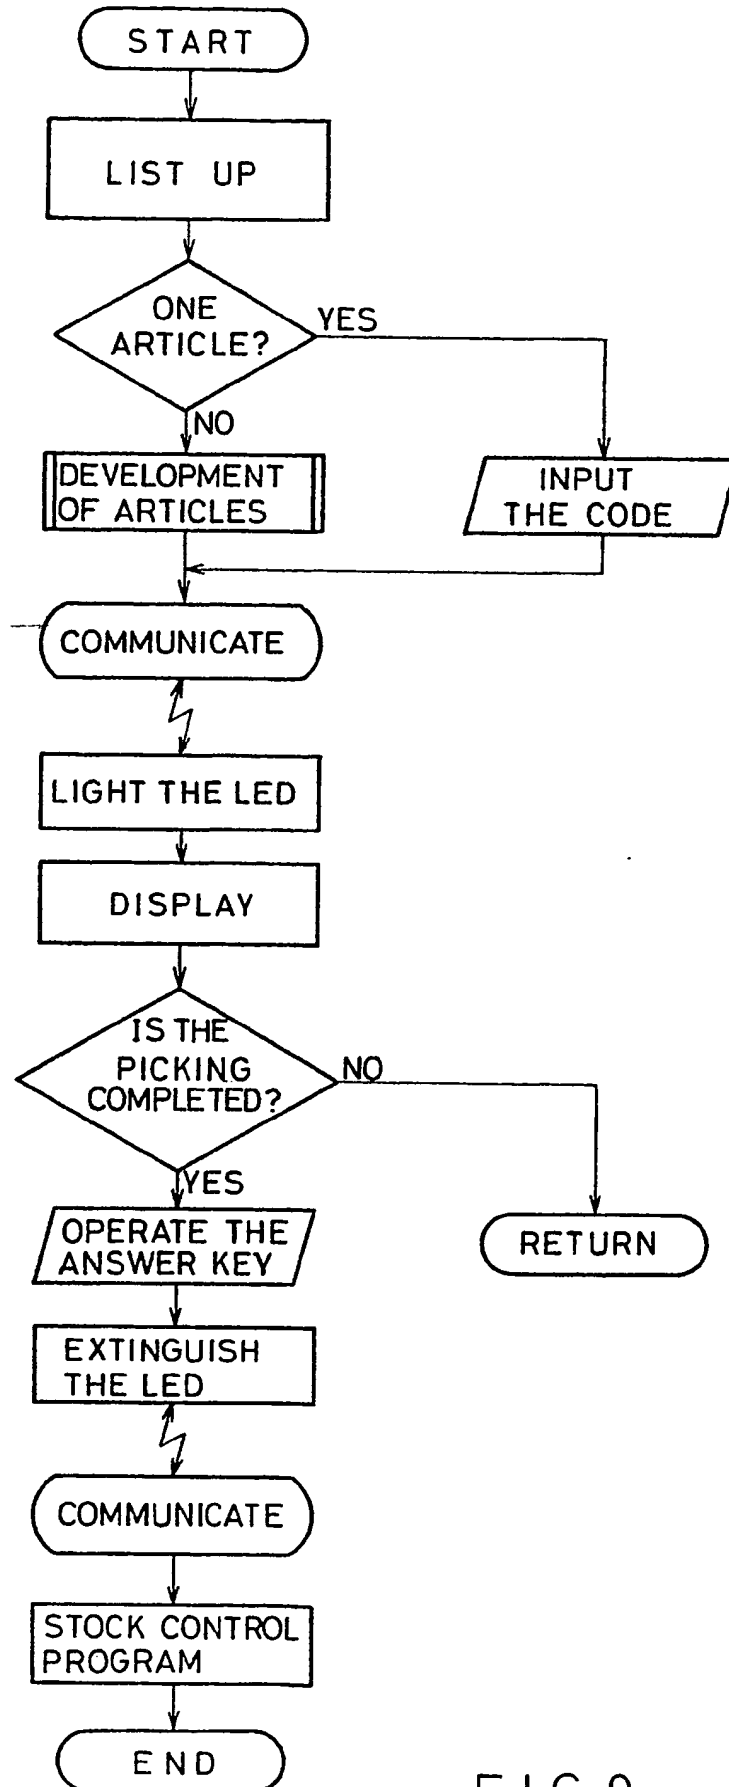 START
LIST UP
ONE
ARTICLE?
YES
NO
DEVELOPMENT
OF ARTICLES
INPUT
THE CODE
COMMUNICATE
LIGHT THE LED
DISPLAY
IS THE
PICKING
COMPLETED?
NO
YES
OPERATE THE
ANSWER KEY
RETURN
EXTINGUISH
THE LED
COMMUNICATE
STOCK CONTROL
PROGRAM
END